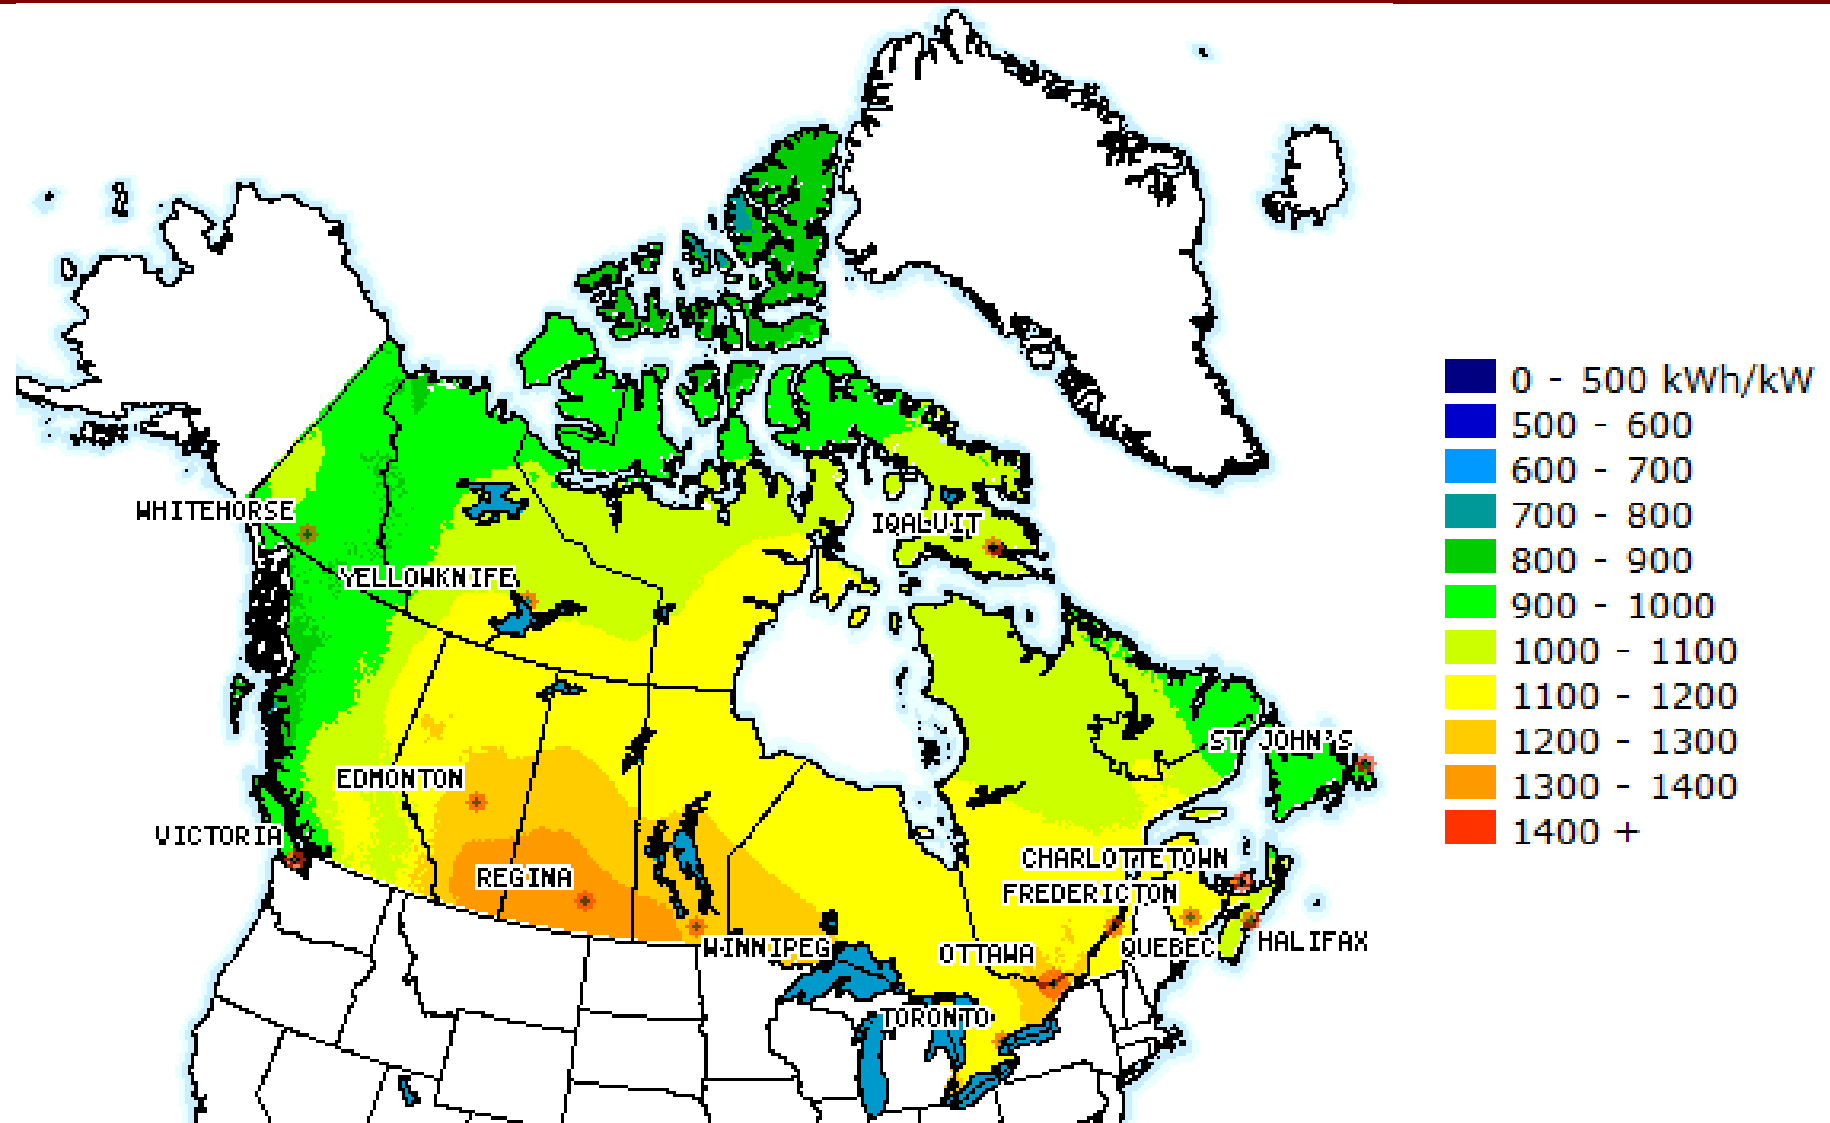 WHITEHORSE
IQALUIT
YELLOWKNIFE
ST JOHN'S
EDMONTON
VICTORIA
CHARLOTTETOWN
REGINA
FREDERICTON
WINNIPEG
OTTAWA
QUEBEC
HALIFAX
TORONTO
0 - 500 kWh/kW
500 - 600
600 - 700
700 - 800
800 - 900
900 - 1000
1000 - 1100
1100 - 1200
1200 - 1300
1300 - 1400
1400 +